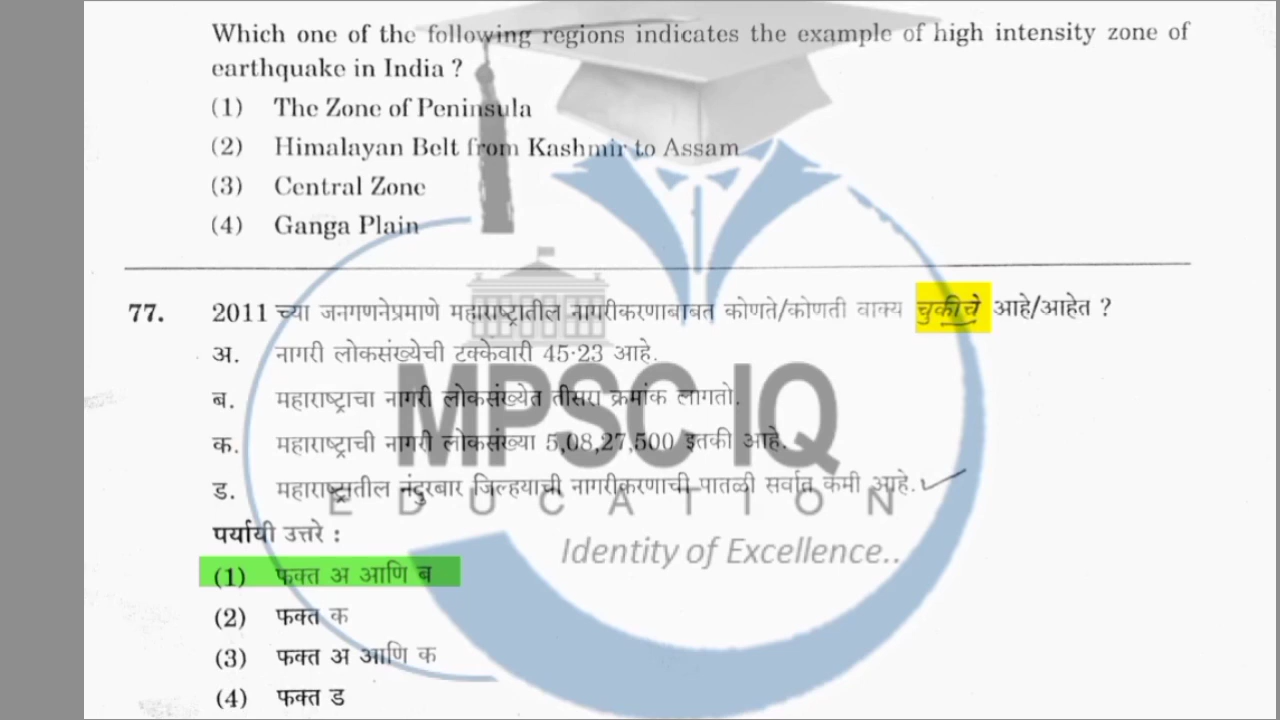 Which one of the following regions indicates the example of high intensity zone of
earthquake in India ?
(1) The Zone of Peninsula
(2) Himalayan Belt from Kashmir to Assam
(3) Central Zone
(4) Ganga Plain
77. 2011 च्या जनगणनेप्रमाणे महाराष्ट्रातील नागरीकरणाबाबत कोणते/कोणती वाक्य चुकीचे आहे/आहेत ?
अ. नागरी लोकसंख्येची टक्केवारी 45·23 आहे.
ब. महाराष्ट्राचा नागरी लोकसंख्येत तीसरा क्रमांक लागतो.
क. महाराष्ट्राची नागरी लोकसंख्या 5,08,27,500 इतकी आहे.
ड. महाराष्ट्रातील नंदुरबार जिल्हयाची नागरीकरणाची पातळी सर्वात कमी आहे.
पर्यायी उत्तरे :
(1) फक्त अ आणि ब
(2) फक्त क
(3) फक्त अ आणि क
(4) फक्त ड
MPSC IQ
EDUCATION
Identity of Excellence..